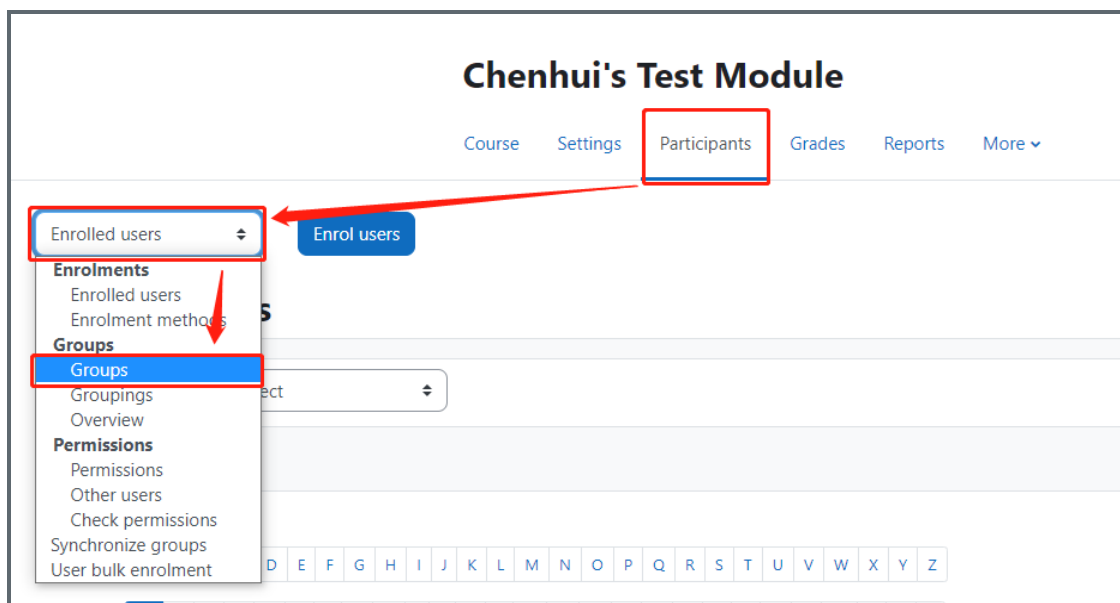 Chenhui's Test Module
Course Settings Participants Grades Reports More
Enrolled users Enrol users
Enrolments
Enrolled users
Enrolment methods
s
Groups
Groups
ect
Groupings
Overview
Permissions
Permissions
Other users
Check permissions
Synchronize groups
User bulk enrolment
D E F G H I J K L M N O P Q R S T U V W X Y Z